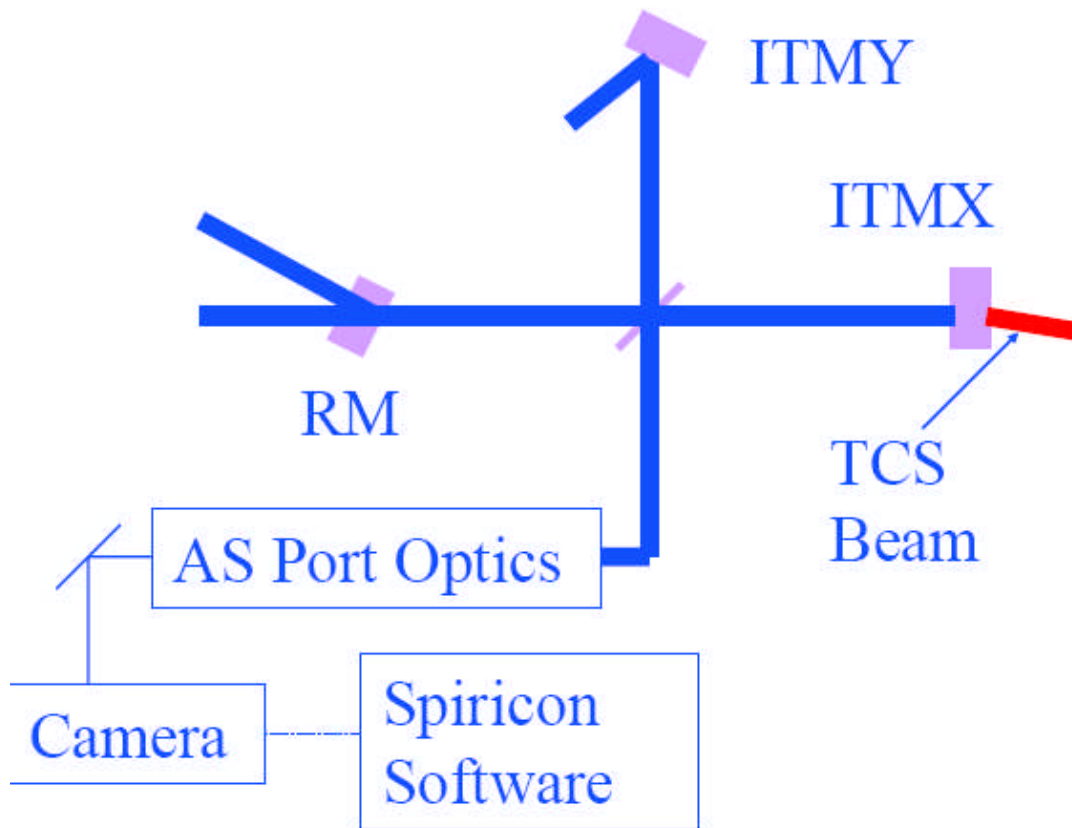 ITMY
ITMX
RM
TCS
Beam
AS Port Optics
Camera
Spiricon
Software